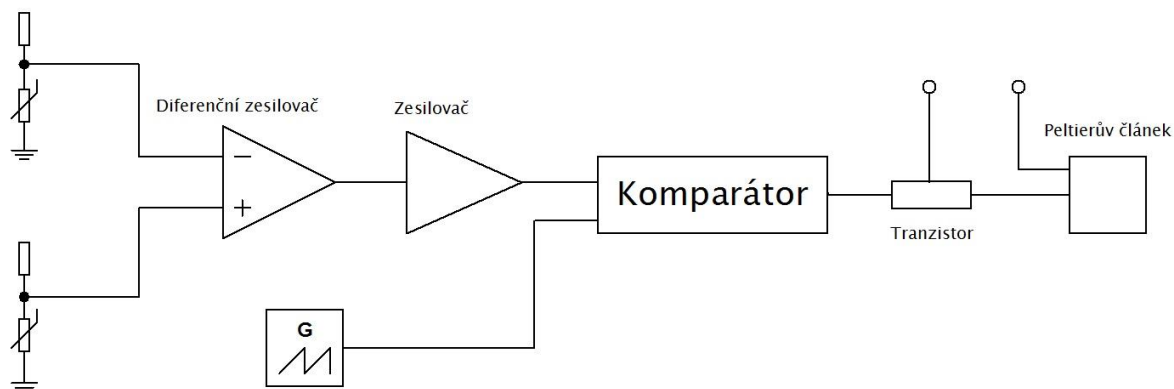 Diferenční zesilovač
Zesilovač
Peltierův článek
−
+
Komparátor
Tranzistor
G